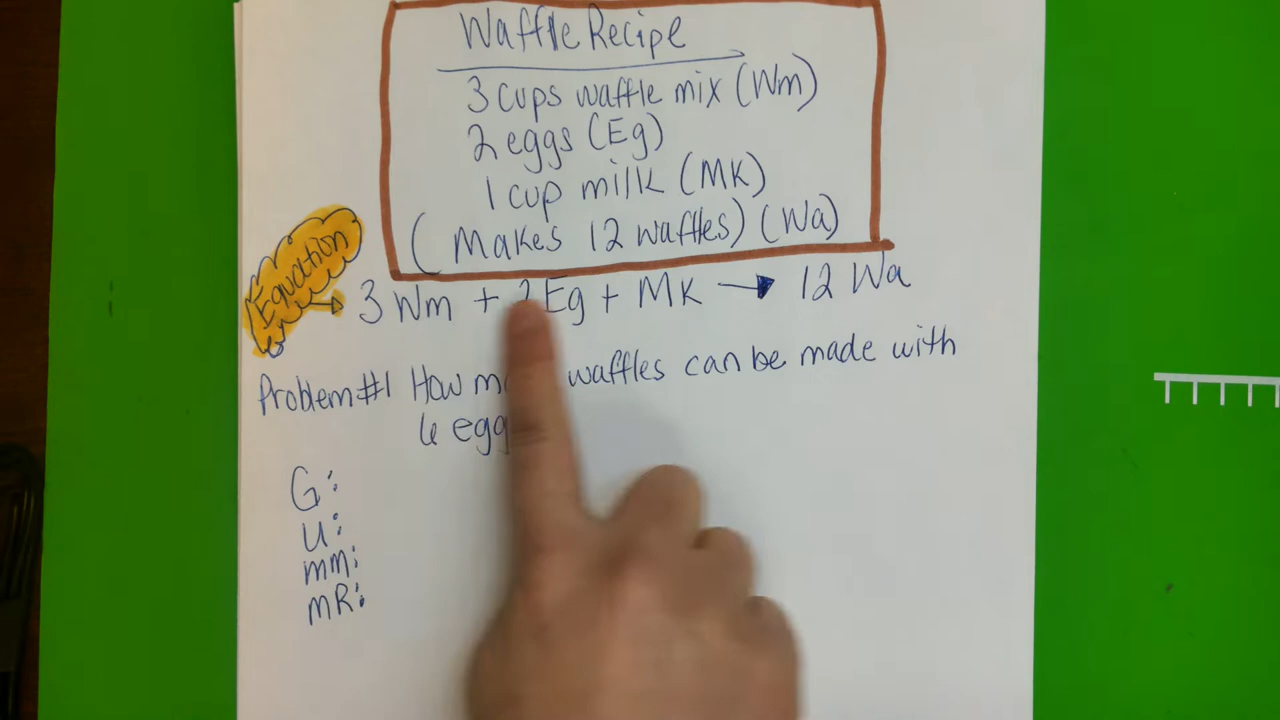 Waffle Recipe
3 cups waffle mix (Wm)
2 eggs (Eg)
1 cup milk (MK)
(Makes 12 waffles) (Wa)
Equation
3 Wm + 2 Eg + MK → 12 Wa
Problem #1 How waffles can be made with
6
G:
U:
mm:
mR: